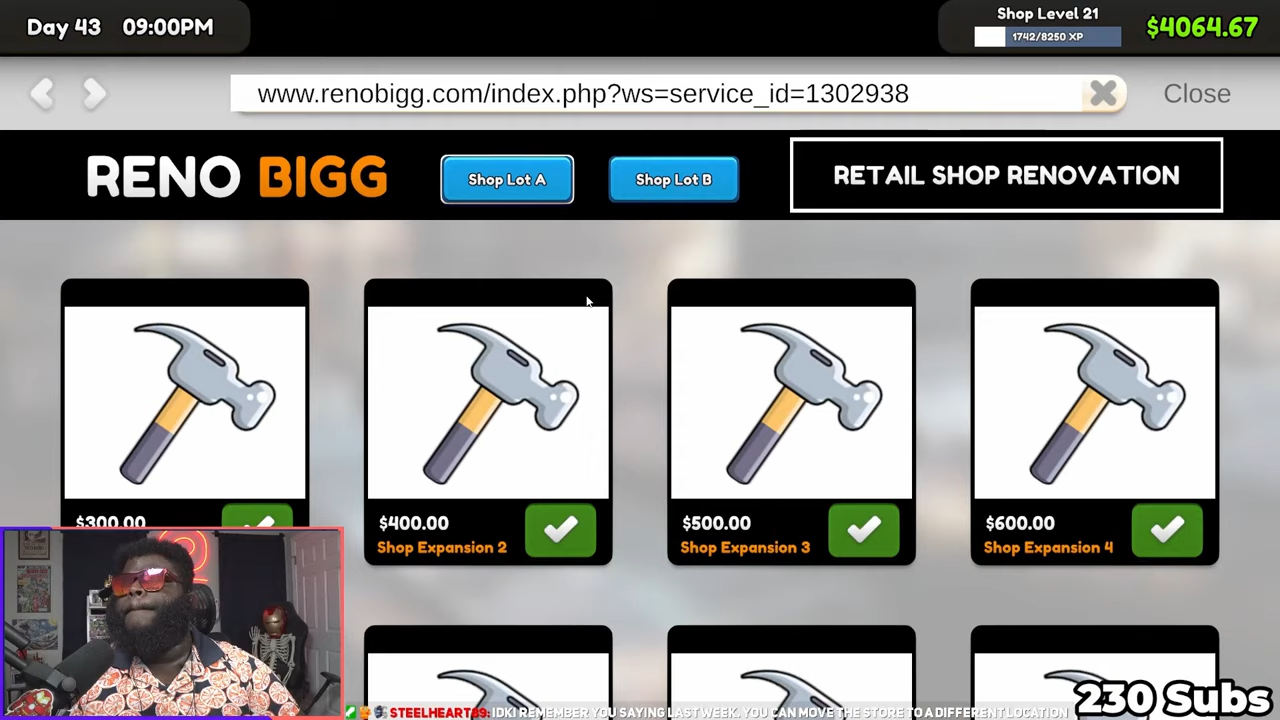 Day 43 09:00PM
Shop Level 21
1742/8250 XP
$4064.67
www.renobigg.com/index.php?ws=service_id=1302938
Close
RENO BIGG
Shop Lot A
Shop Lot B
RETAIL SHOP RENOVATION
$300.00
$400.00
Shop Expansion 2
$500.00
Shop Expansion 3
$600.00
Shop Expansion 4
STEELHEART89: IDKI REMEMBER YOU SAYING LAST WEEK. YOU CAN MOVE THE STORE TO A DIFFERENT LOCATION
230 Subs